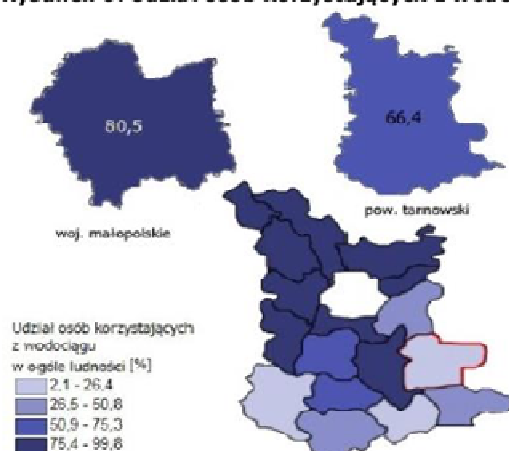 80,5
66,4
pow. tarnowski
woj. małopolskie
Udział osób korzystających
z wodociągu
w ogóle ludności [%]
2,1 - 26,4
26,5 - 50,8
50,9 - 75,3
75,4 - 99,8